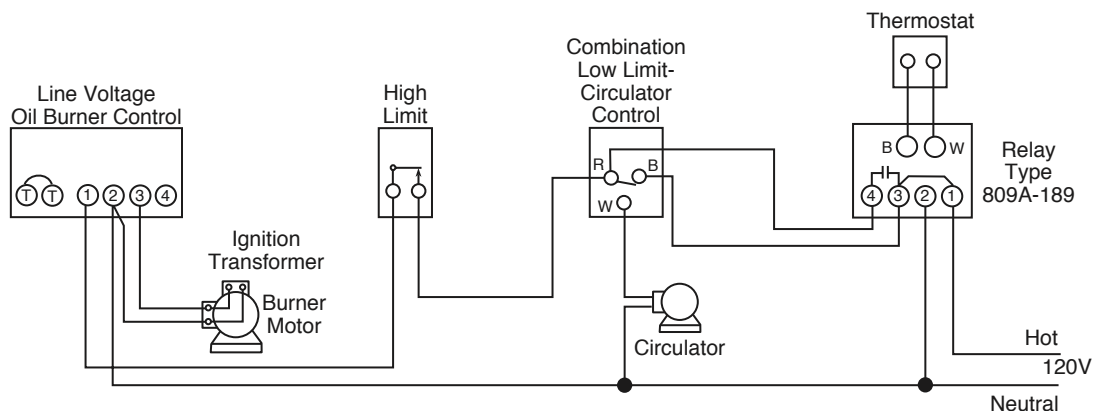 Thermostat
Combination
Low Limit-
Circulator
Control
Line Voltage
Oil Burner Control
High
Limit
B W
Relay
Type
809A-189
R B
W
T T 1 2 3 4
4 3 2 1
Ignition
Transformer
Burner
Motor
Circulator
Hot
120V
Neutral